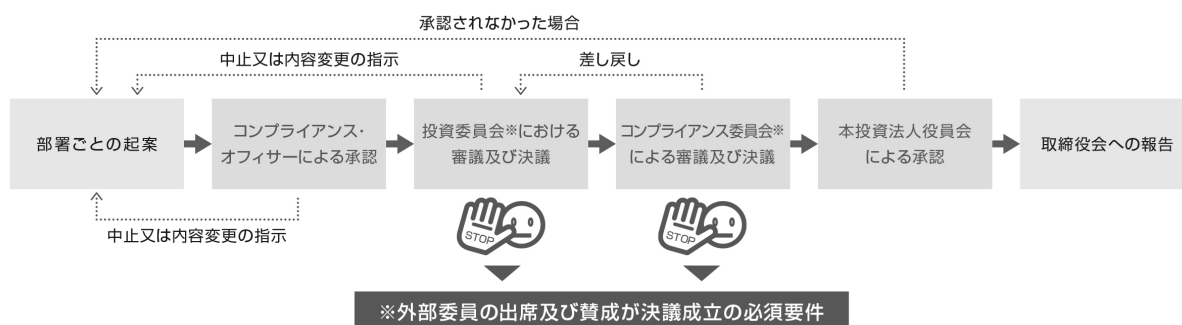 承認されなかった場合
中止又は内容変更の指示
差し戻し
部署ごとの起案
コンプライアンス・
オフィサーによる承認
投資委員会※における
審議及び決議
コンプライアンス委員会※
による審議及び決議
本投資法人役員会
による承認
取締役会への報告
中止又は内容変更の指示
STOP
STOP
※外部委員の出席及び賛成が決議成立の必須要件